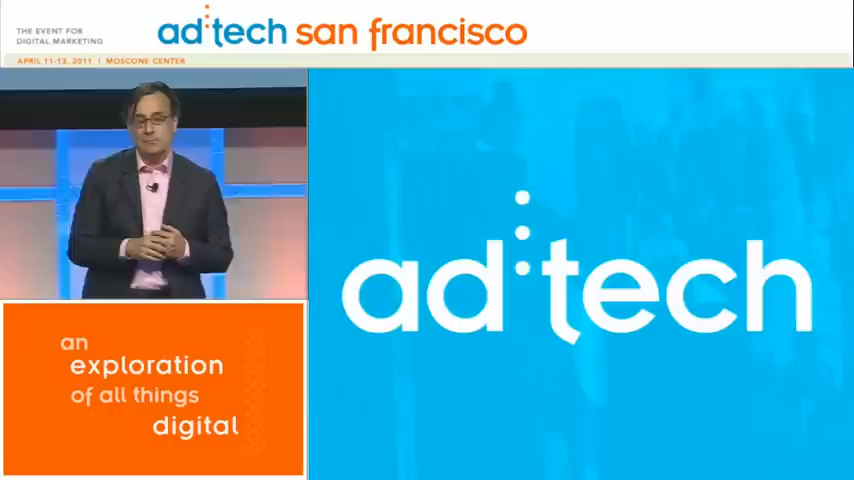 THE EVENT FOR
DIGITAL MARKETING
ad:tech san francisco
APRIL 11-13, 2011 | MOSCONE CENTER
ad:tech
an
exploration
of all things
digital